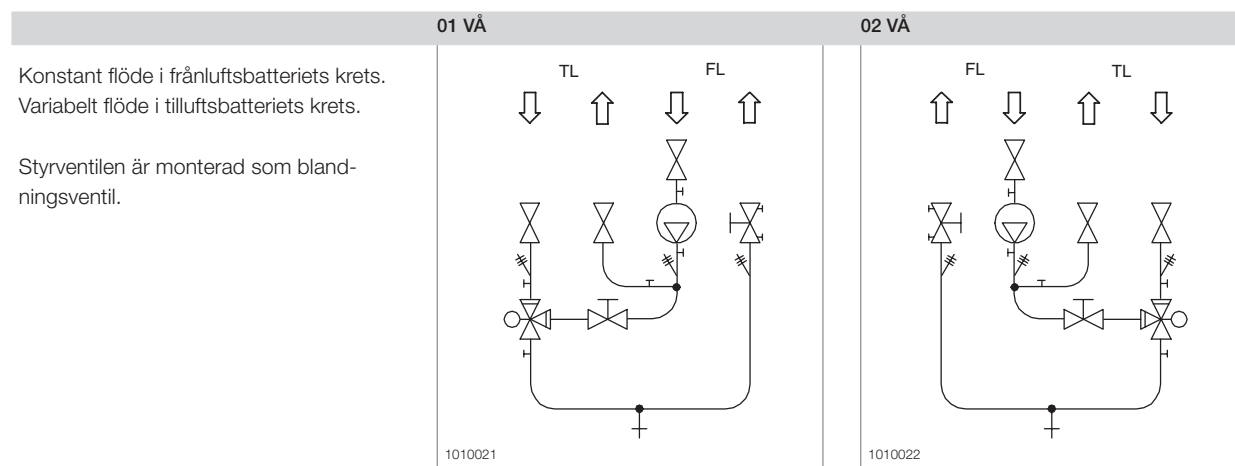 01 VÅ
02 VÅ
Konstant flöde i frånluftsbatteriets krets.
Variabelt flöde i tilluftsbatteriets krets.
Styrventilen är monterad som bland-
ningsventil.
TL FL
1010021
FL TL
1010022